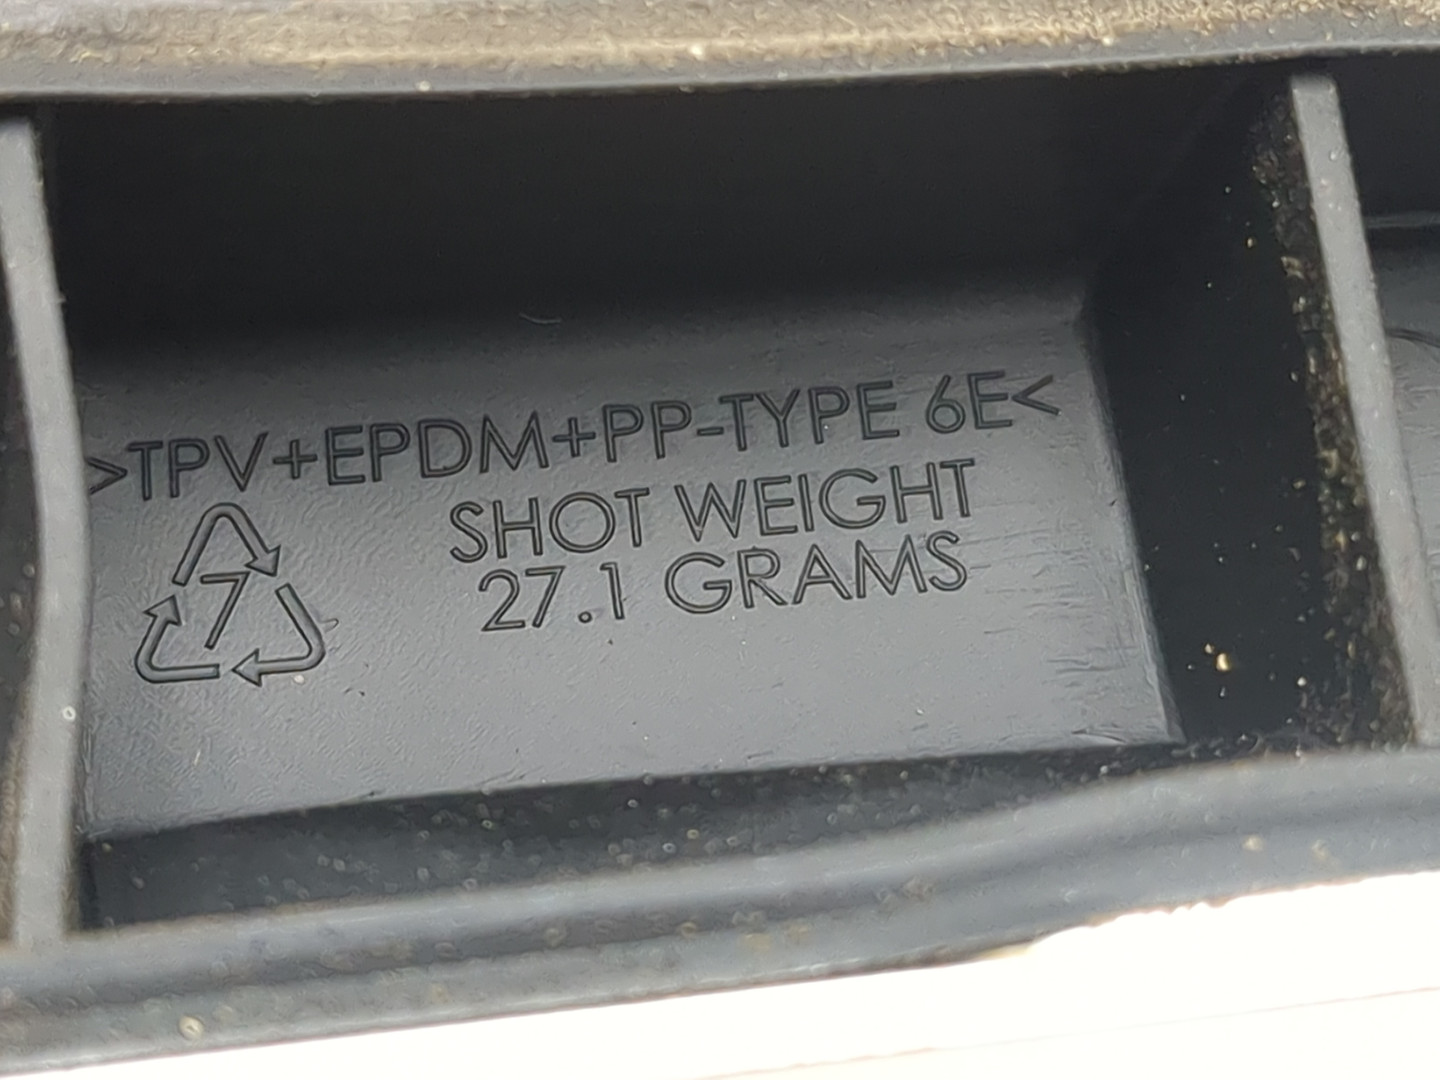 >TPV+EPDM+PP-TYPE 6E<
SHOT WEIGHT
27.1 GRAMS
7